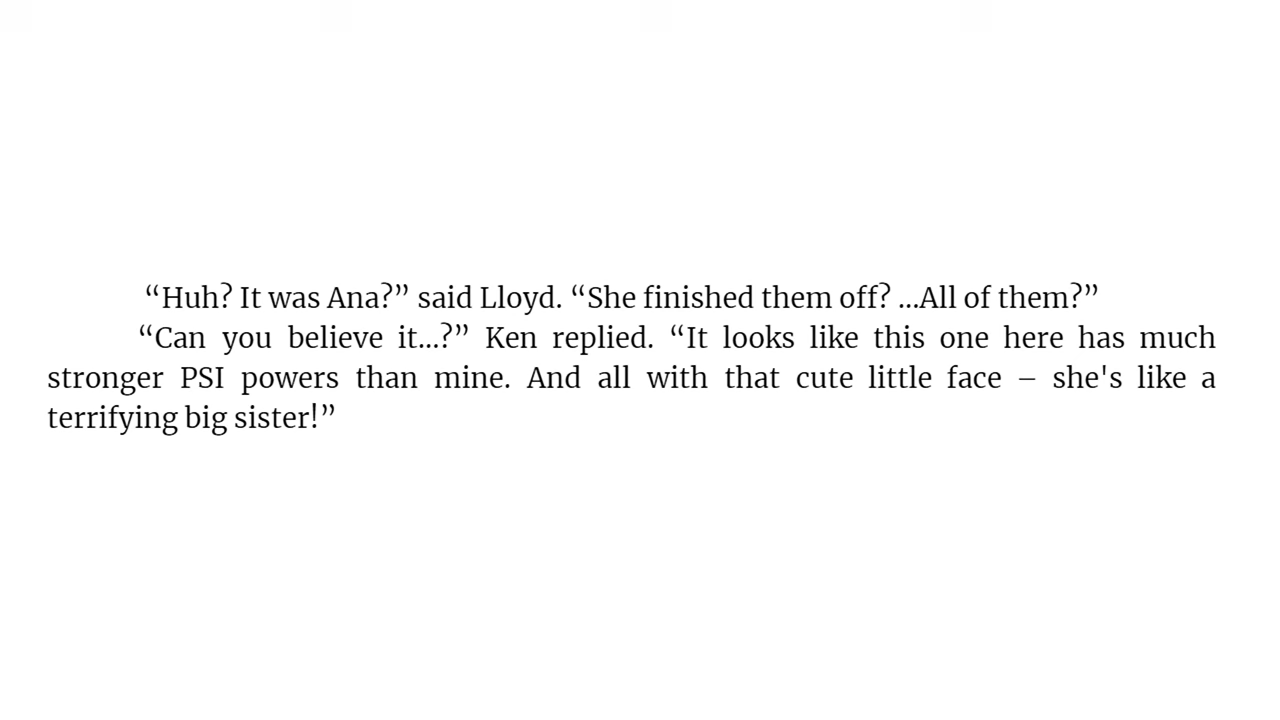 “Huh? It was Ana?” said Lloyd. “She finished them off? ...All of them?”
“Can you believe it...?” Ken replied. “It looks like this one here has much
stronger PSI powers than mine. And all with that cute little face – she's like a
terrifying big sister!”